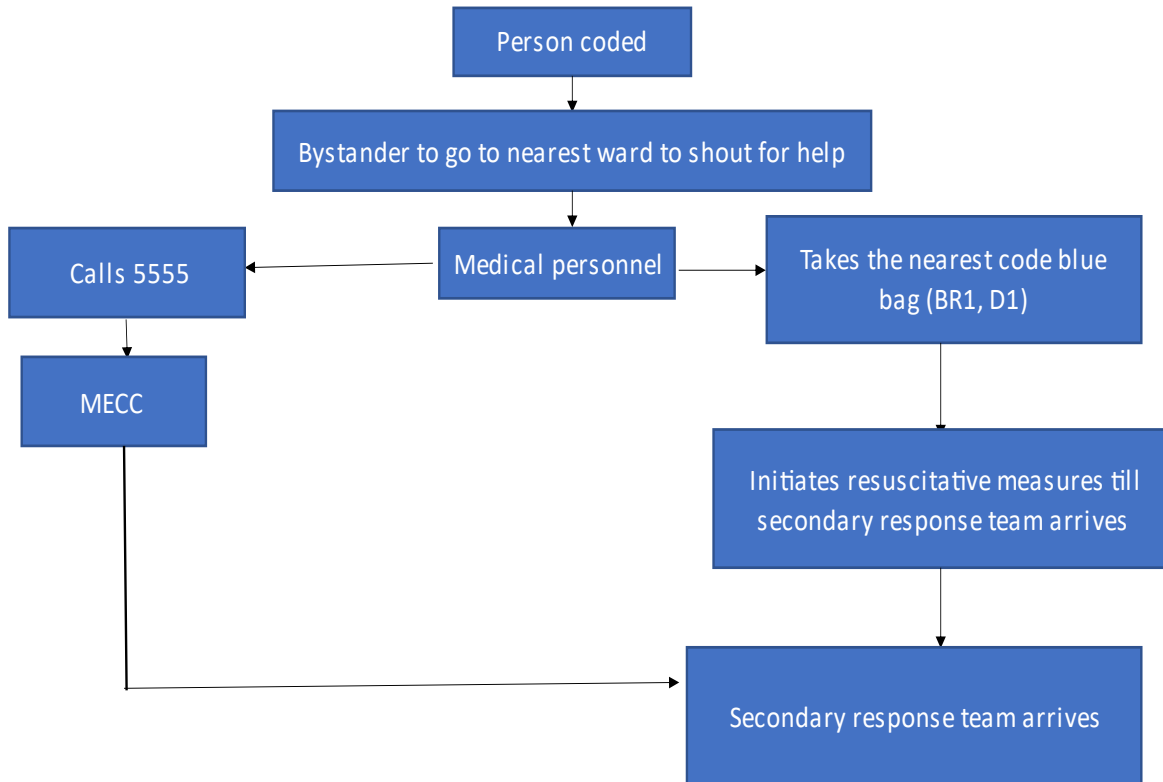 Person coded
Bystander to go to nearest ward to shout for help
Calls 5555
Medical personnel
Takes the nearest code blue
bag (BR1, D1)
MECC
Initiates resuscitative measures till
secondary response team arrives
Secondary response team arrives